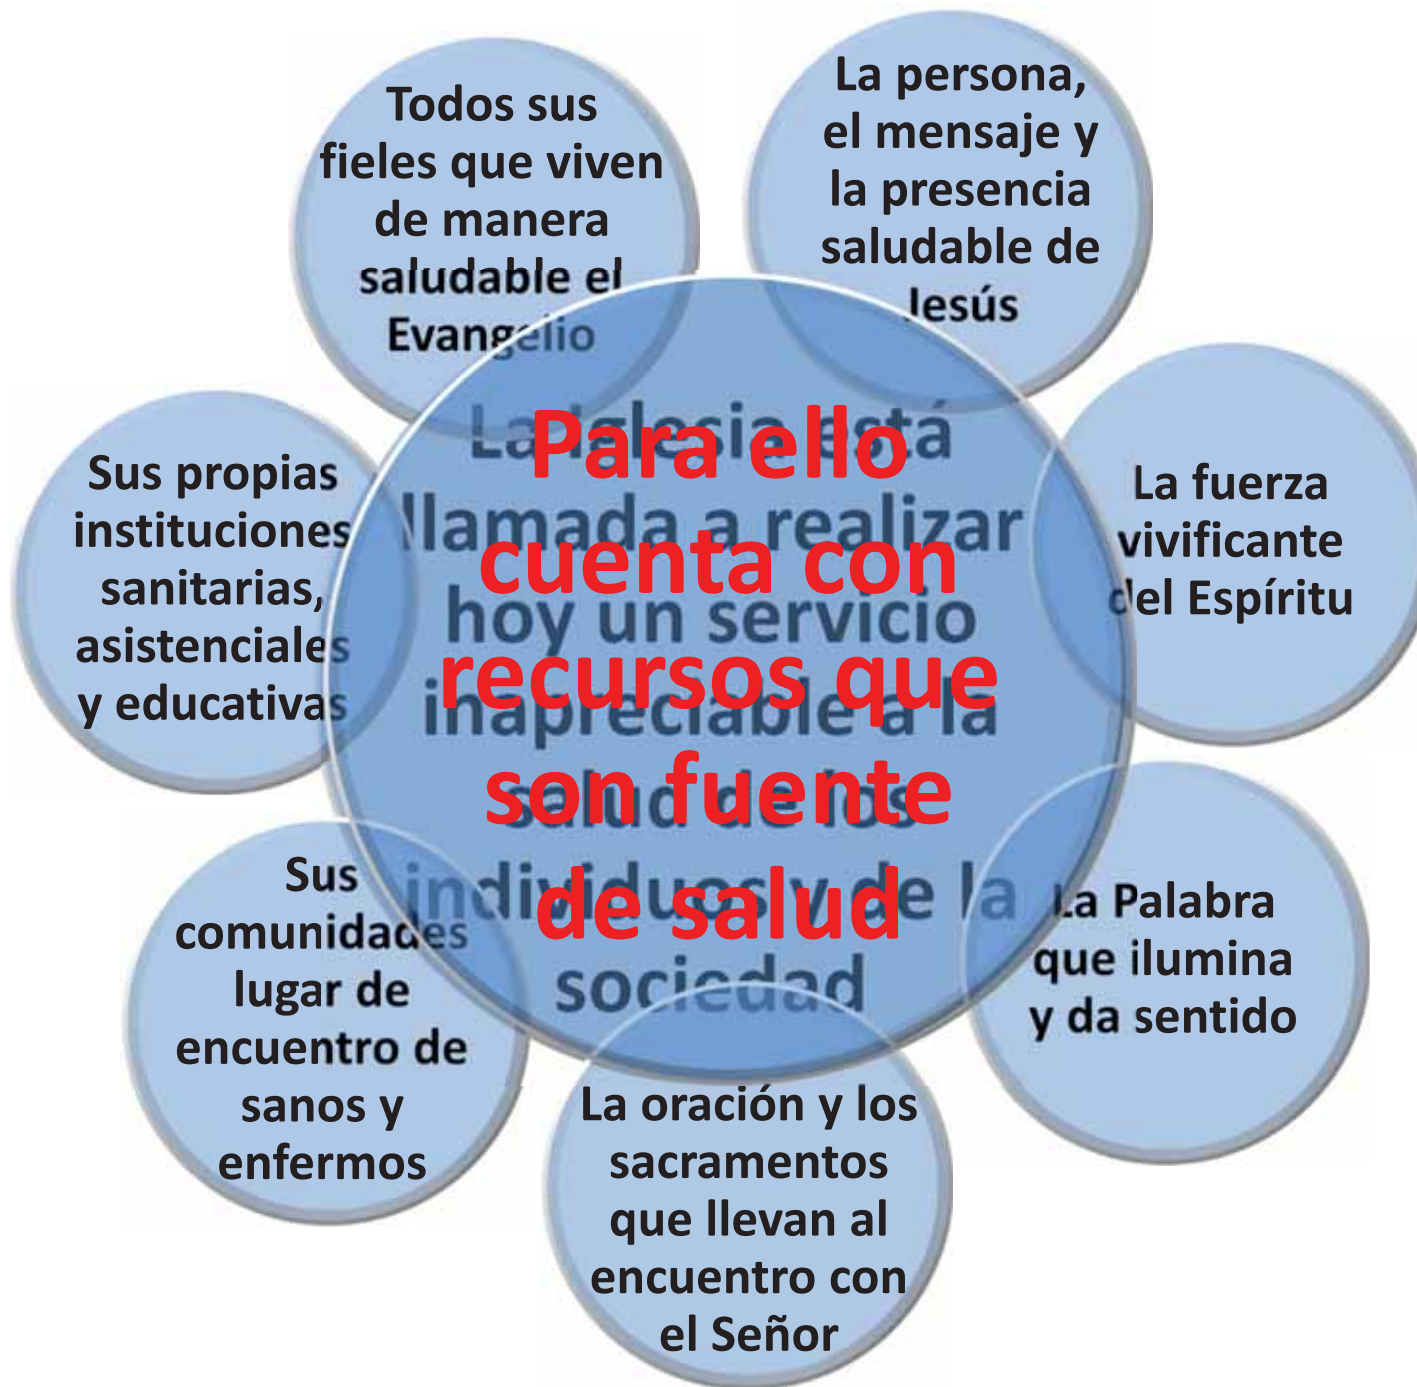 Todos sus
fieles que viven
de manera
saludable el
Evangelio
La persona,
el mensaje y
la presencia
saludable de
Jesús
La fuerza
vivificante
del Espíritu
La Palabra
que ilumina
y da sentido
La oración y los
sacramentos
que llevan al
encuentro con
el Señor
Sus
comunidades
lugar de
encuentro de
sanos y
enfermos
Sus propias
instituciones
sanitarias,
asistenciales
y educativas
La Iglesia está
llamada a realizar
hoy un servicio
inapreciable a la
salud de los
individuos y de la
sociedad
Para ello
cuenta con
recursos que
son fuente
de salud